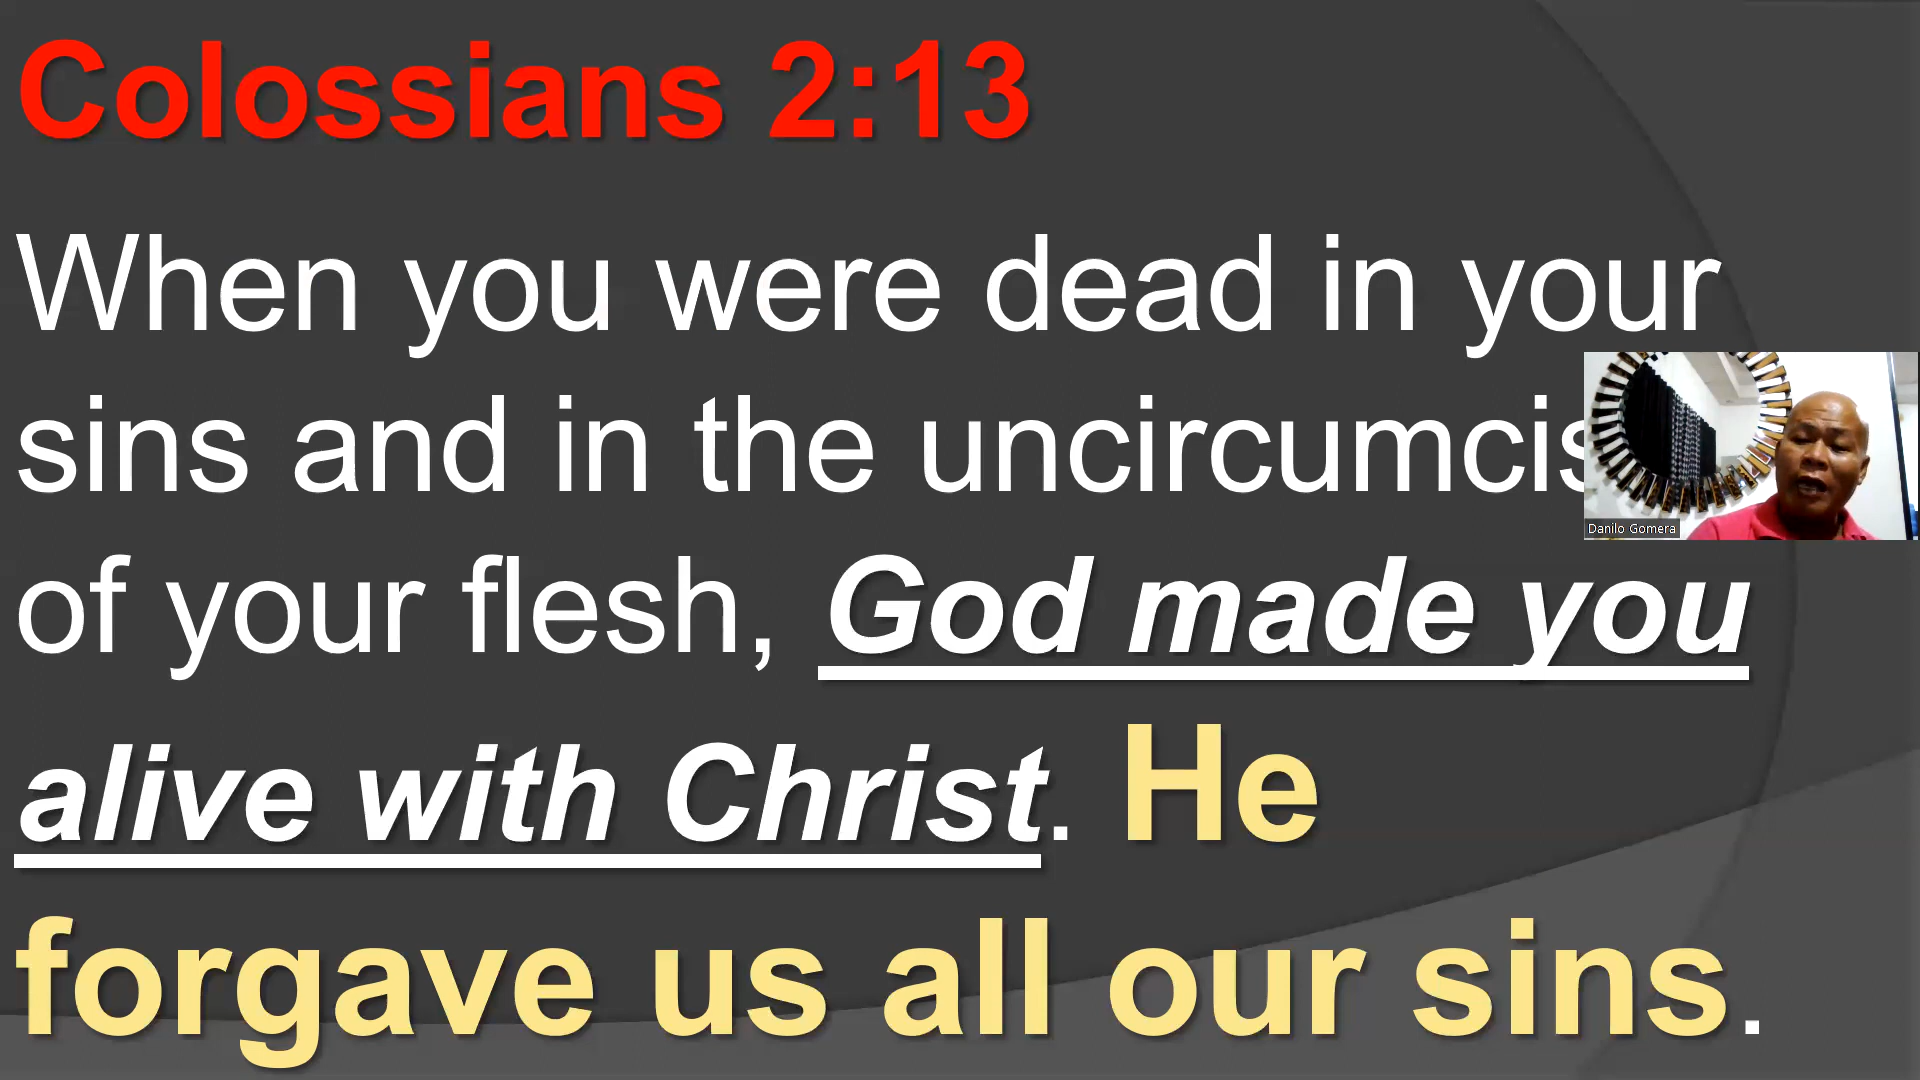 Colossians 2:13
When you were dead in your
sins and in the
of your flesh, God made you
alive with Christ. He
forgave us all our sins.
Danilo Gomera